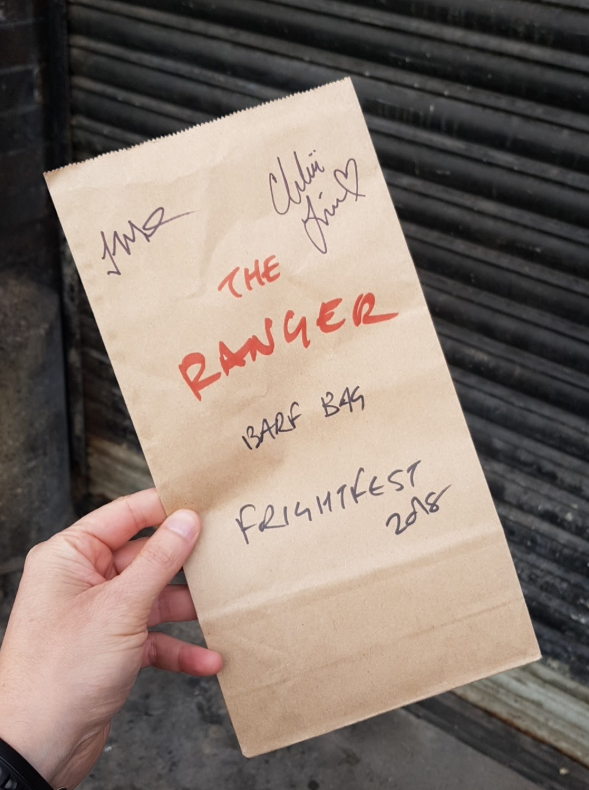 THE
RANGER
BARF BAG
FRIGHTFEST
2018